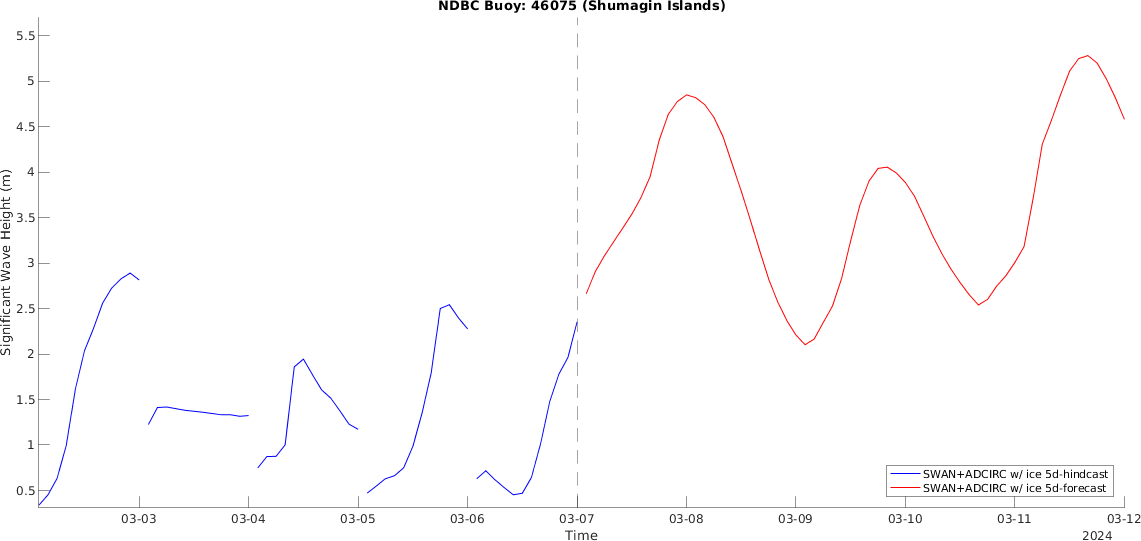 NDBC Buoy: 46075 (Shumagin Islands)
5.5
5
4.5
4
3.5
3
2.5
2
1.5
1
0.5
Significant Wave Height (m)
SWAN+ADCIRC w/ ice 5d-hindcast
SWAN+ADCIRC w/ ice 5d-forecast
03-03 03-04 03-05 03-06 03-07 03-08 03-09 03-10 03-11 03-12
Time
2024